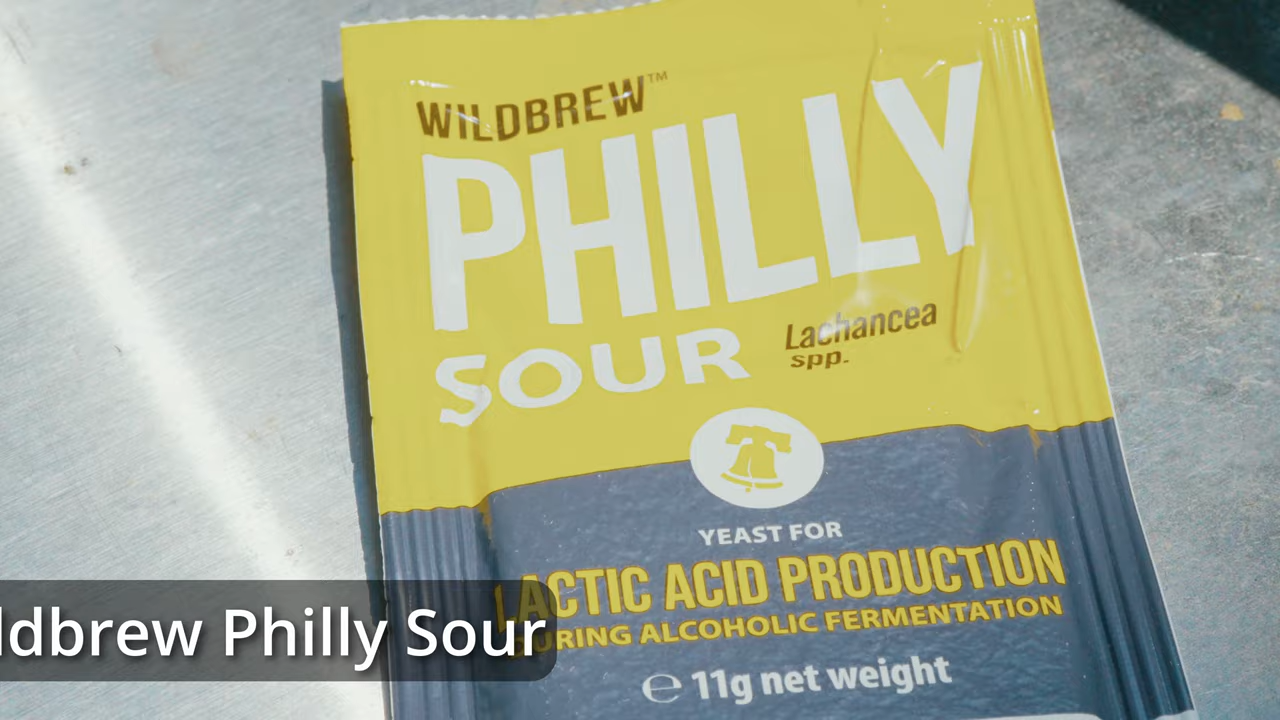 WILDBREW™
PHILLY
SOUR
Lachancea
spp.
YEAST FOR
LACTIC ACID PRODUCTION
DURING ALCOHOLIC FERMENTATION
℮ 11g net weight
ldbrew Philly Sour